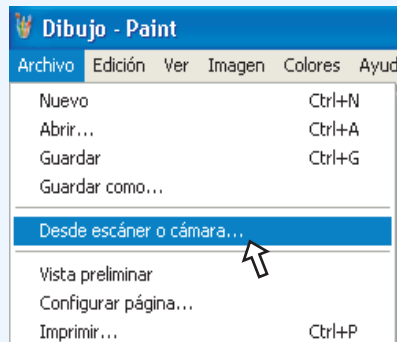 Dibujo - Paint
Archivo Edición Ver Imagen Colores Ayud
Nuevo Ctrl+N
Abrir... Ctrl+A
Guardar Ctrl+G
Guardar como...
Desde escáner o cámara...
Vista preliminar
Configurar página...
Imprimir... Ctrl+P